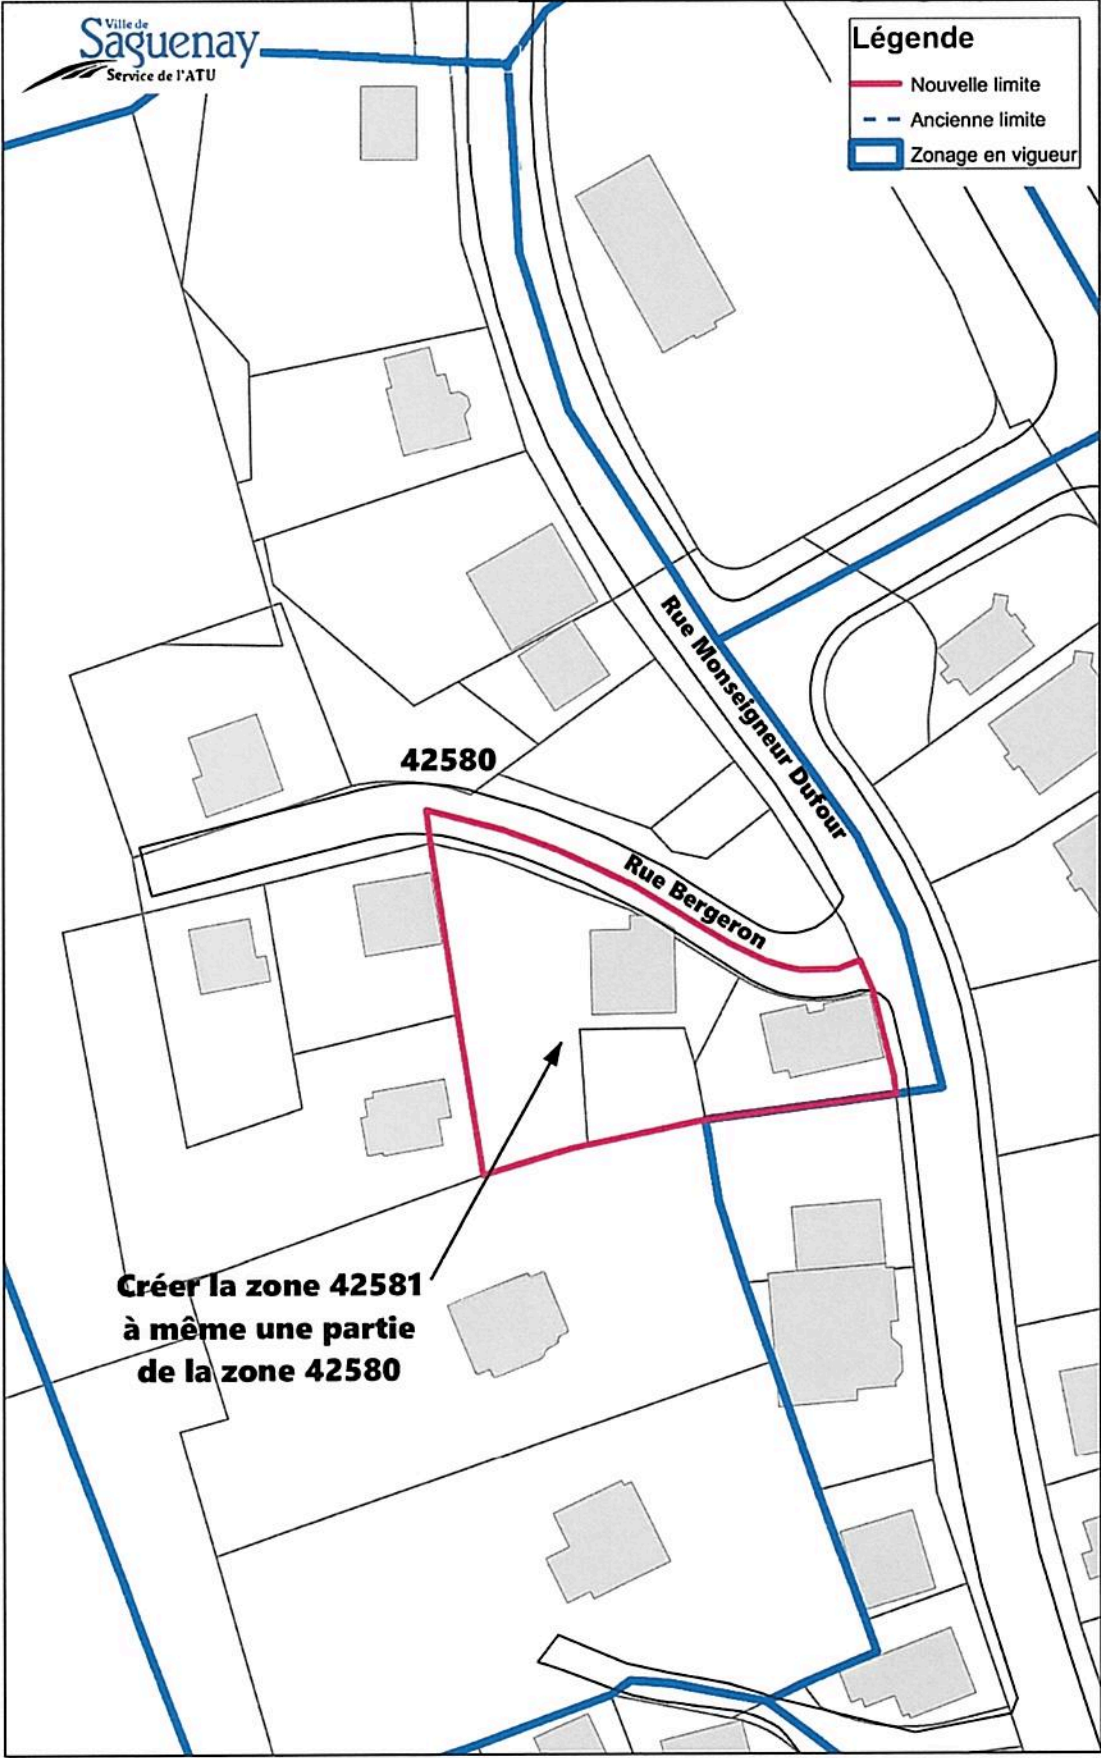 Ville de
Saguenay
Service de l'ATU
Légende
Nouvelle limite
Ancienne limite
Zonage en vigueur
Rue Monseigneur Dufour
42580
Rue Bergeron
Créer la zone 42581
à même une partie
de la zone 42580